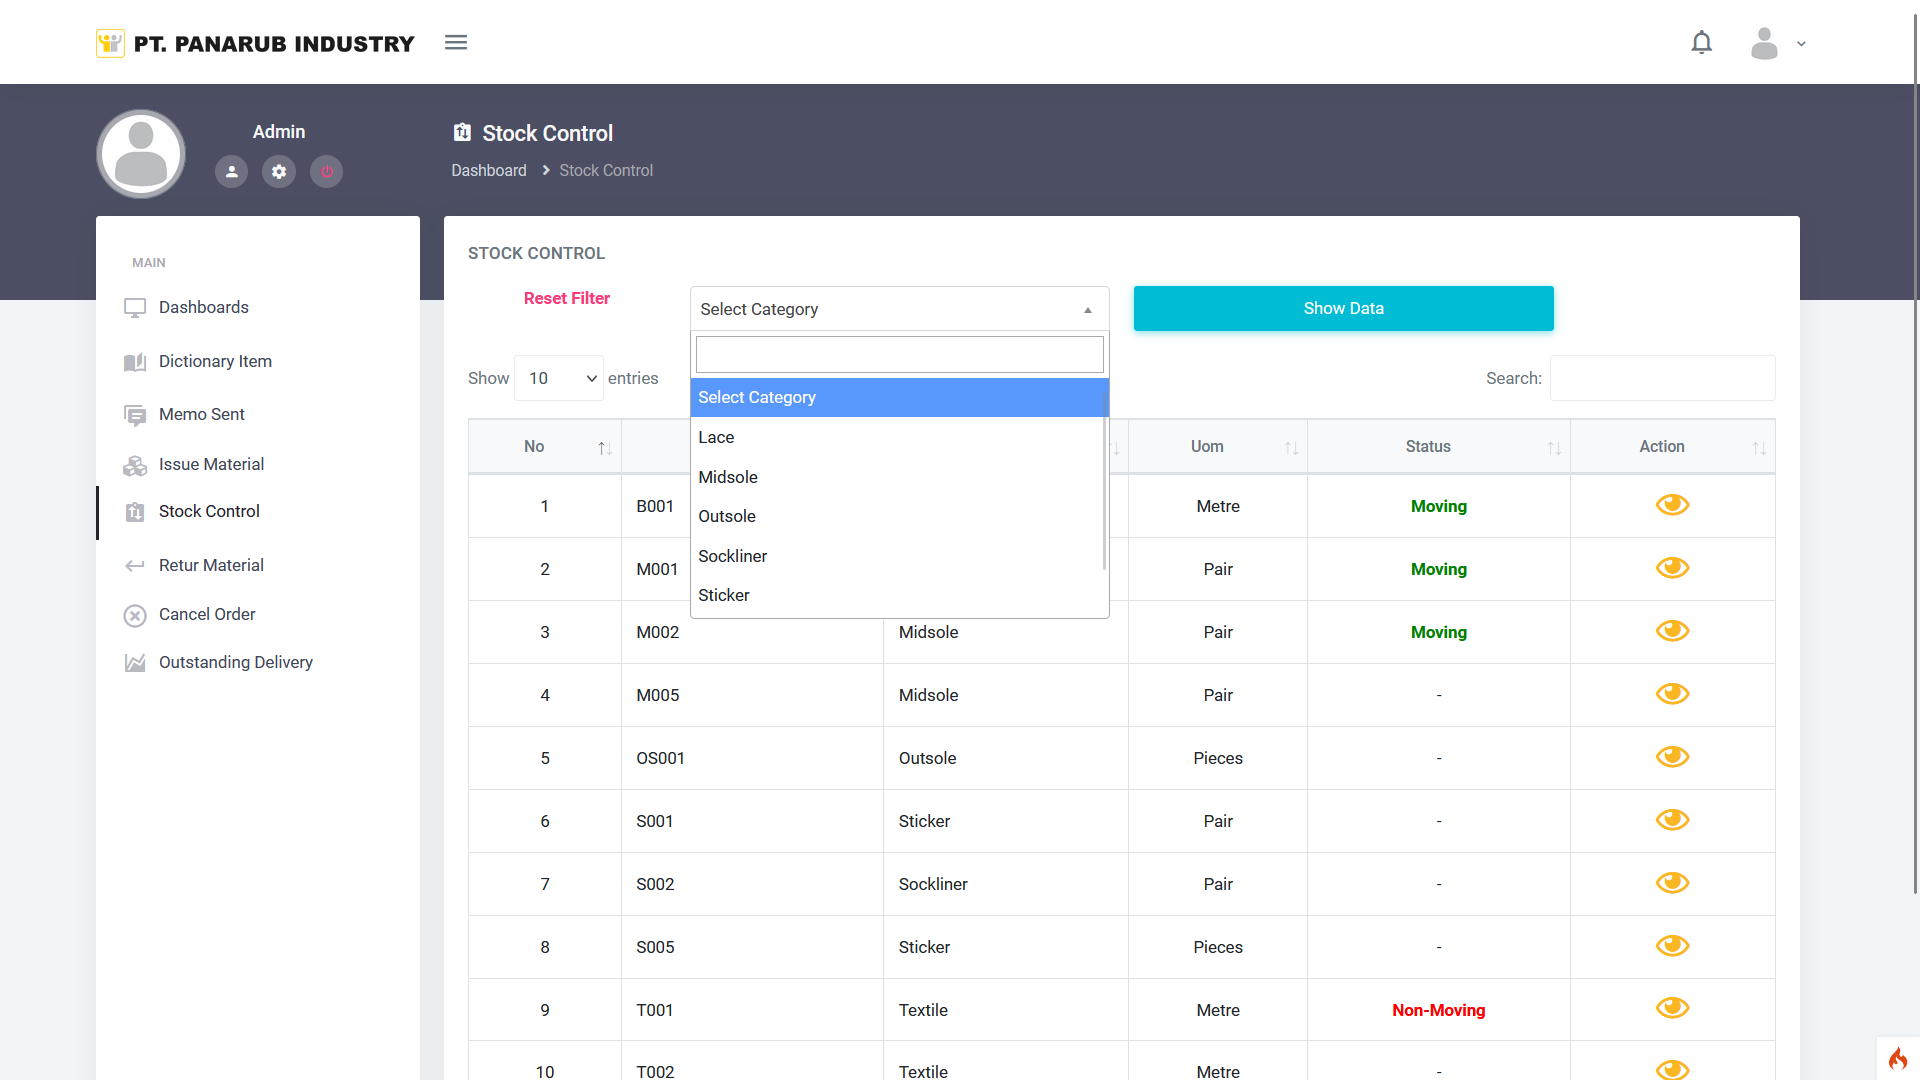 PT. PANARUB INDUSTRY
Admin
Stock Control
Dashboard
Stock Control
MAIN
Dashboards
Dictionary Item
Memo Sent
Issue Material
Stock Control
Retur Material
Cancel Order
Outstanding Delivery
STOCK CONTROL
Reset Filter
Select Category
Show Data
Select Category
Lace
Midsole
Outsole
Sockliner
Sticker
Show 10 entries
Search:
No Uom Status Action
1 B001 Metre Moving
2 M001 Pair Moving
3 M002 Midsole Pair Moving
4 M005 Midsole Pair -
5 OS001 Outsole Pieces -
6 S001 Sticker Pair -
7 S002 Sockliner Pair -
8 S005 Sticker Pieces -
9 T001 Textile Metre Non-Moving
10 T002 Textile Metre -